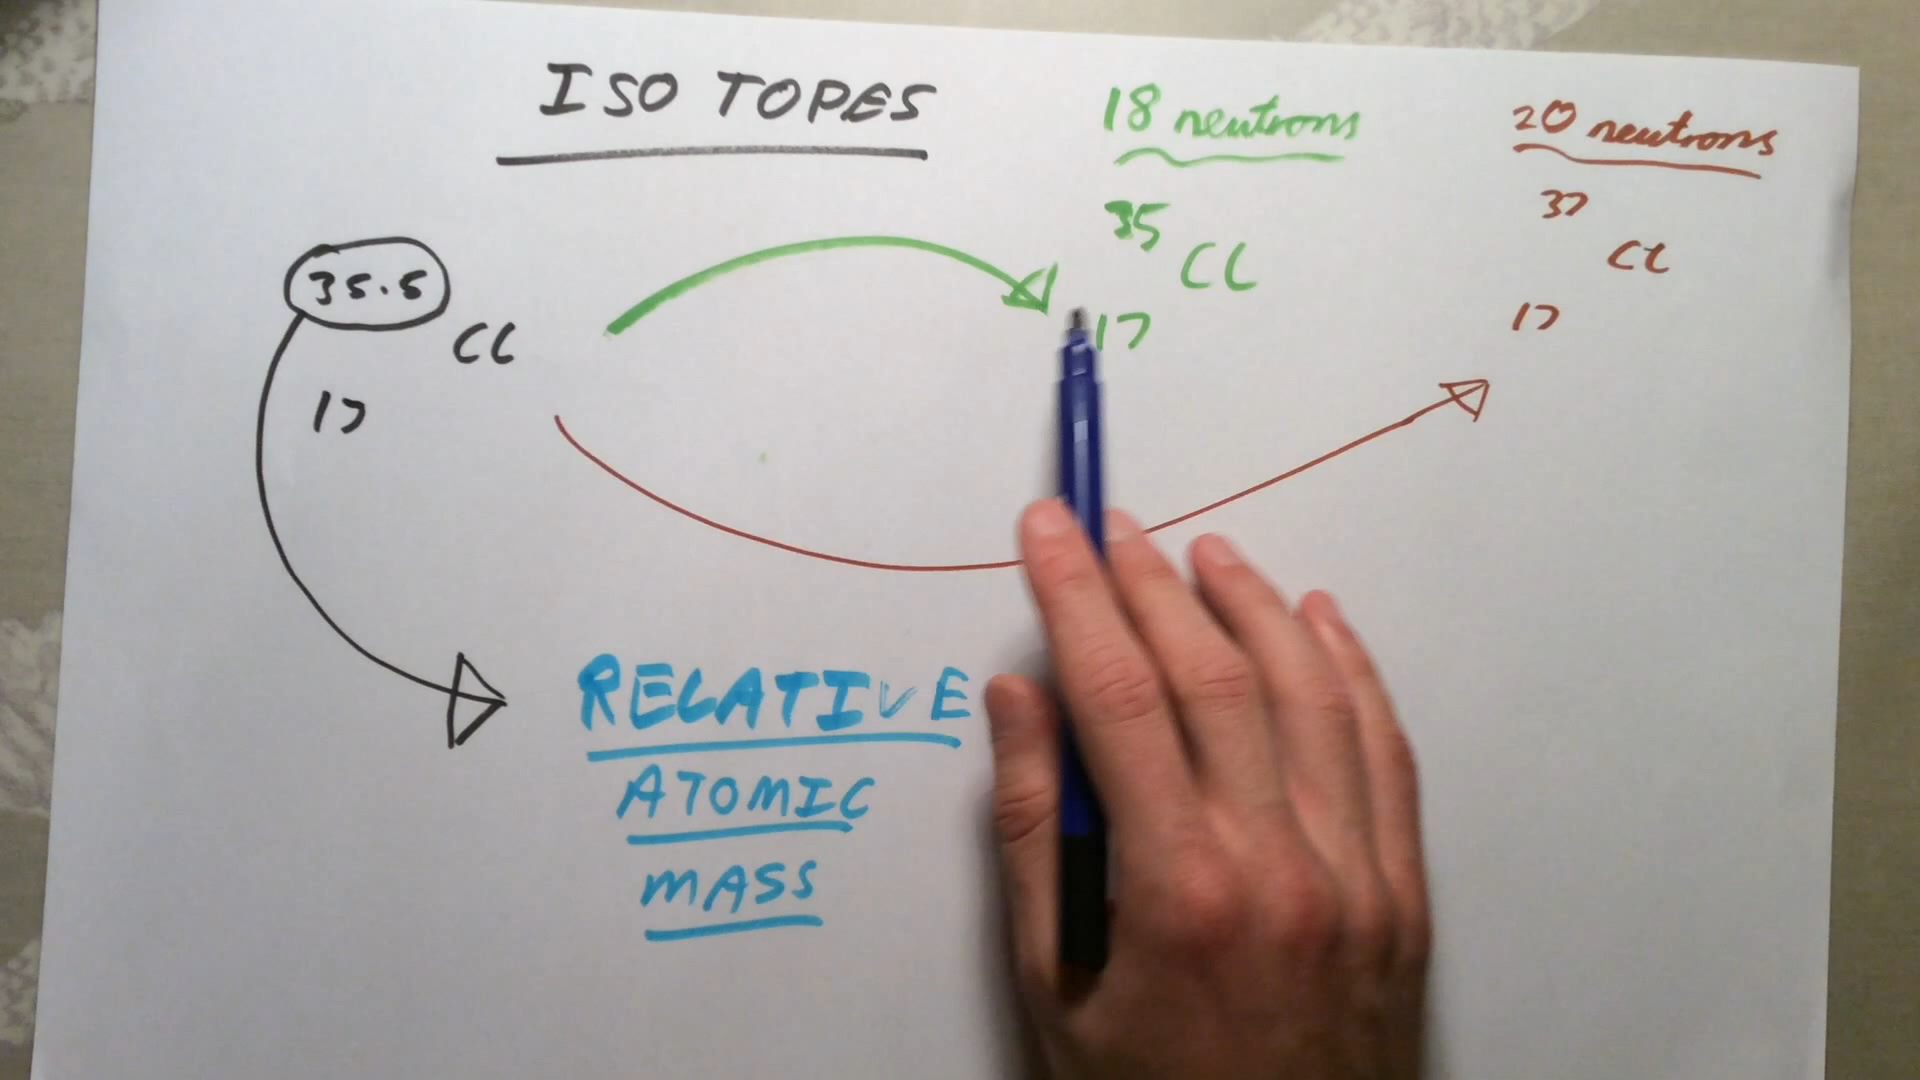 ISOTOPES
18 neutrons
20 neutrons
35
Cl
17
37
Cl
17
35.5
Cl
17
RELATIVE
ATOMIC
MASS